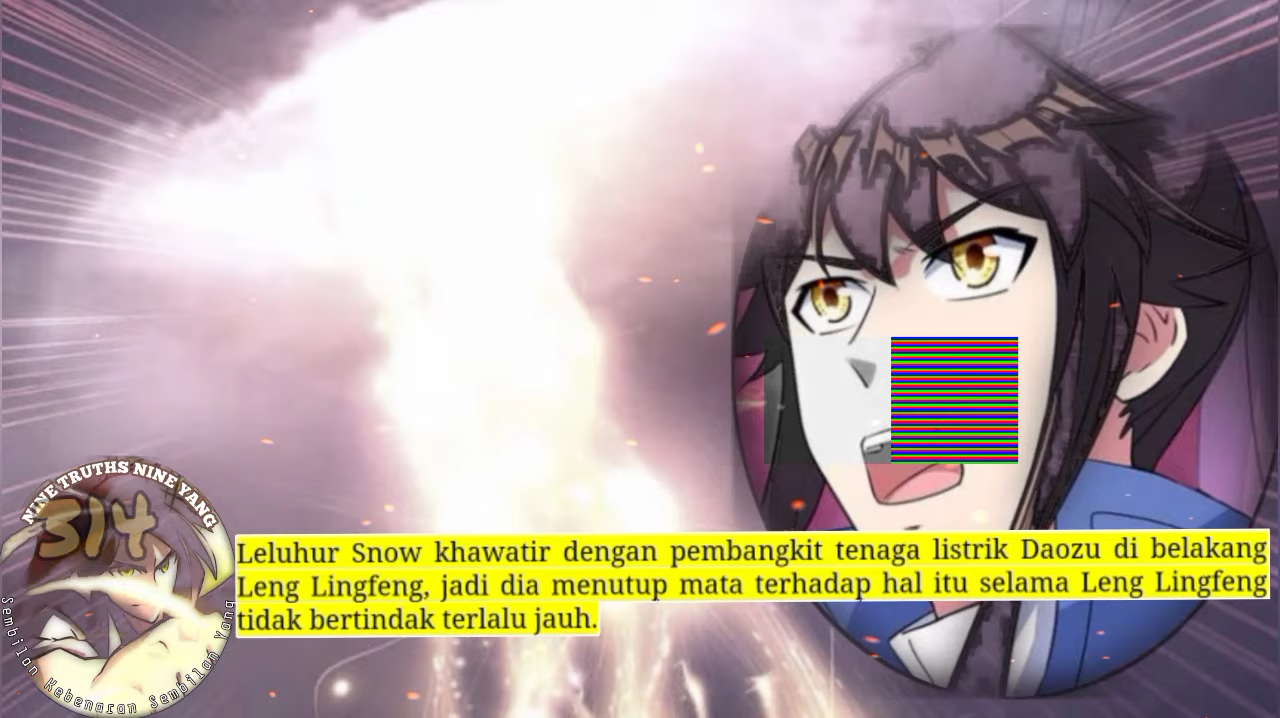 NINE TRUTHS NINE YANG
314
Leluhur Snow khawatir dengan pembangkit tenaga listrik Daozu di belakang
Leng Lingfeng, jadi dia menutup mata terhadap hal itu selama Leng Lingfeng
tidak bertindak terlalu jauh.
Sembilan Kebenaran Sembilan Yang